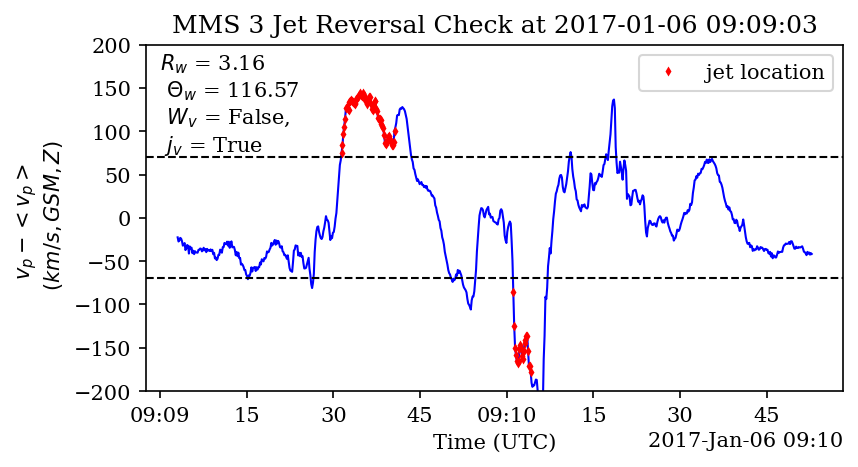 MMS 3 Jet Reversal Check at 2017-01-06 09:09:03
R_w = 3.16
Θ_w = 116.57
W_v = False,
j_v = True
jet location
v_p − < v_p >
(km/s, GSM, Z)
200
150
100
50
0
−50
−100
−150
−200
09:09 15 30 45 09:10 15 30 45
Time (UTC)
2017-Jan-06 09:10